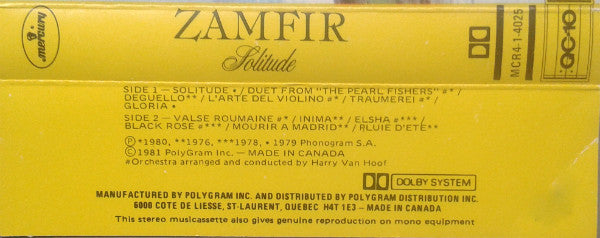 mercury
ZAMFIR
Solitude
MCR4-1-4025
QC-10
SIDE 1 — SOLITUDE • / DUET FROM "THE PEARL FISHERS" #* /
DEGUELLO** / L'ARTE DEL VIOLINO #* / TRAUMEREI #* /
GLORIA •
SIDE 2 — VALSE ROUMAINE #* / INIMA** / ELSHA #*** /
BLACK ROSE #*** / MOURIR A MADRID** / PLUIE D'ETÈ**
Ⓟ *1980, **1976, ***1978, • 1979 Phonogram S.A.
©1981 PolyGram Inc. — MADE IN CANADA
#Orchestra arranged and conducted by Harry Van Hoof
DOLBY SYSTEM
MANUFACTURED BY POLYGRAM INC. AND DISTRIBUTED BY POLYGRAM DISTRIBUTION INC.
6000 COTE DE LIESSE, ST-LAURENT, QUEBEC H4T 1E3 – MADE IN CANADA
This stereo musicassette also gives genuine reproduction on mono equipment